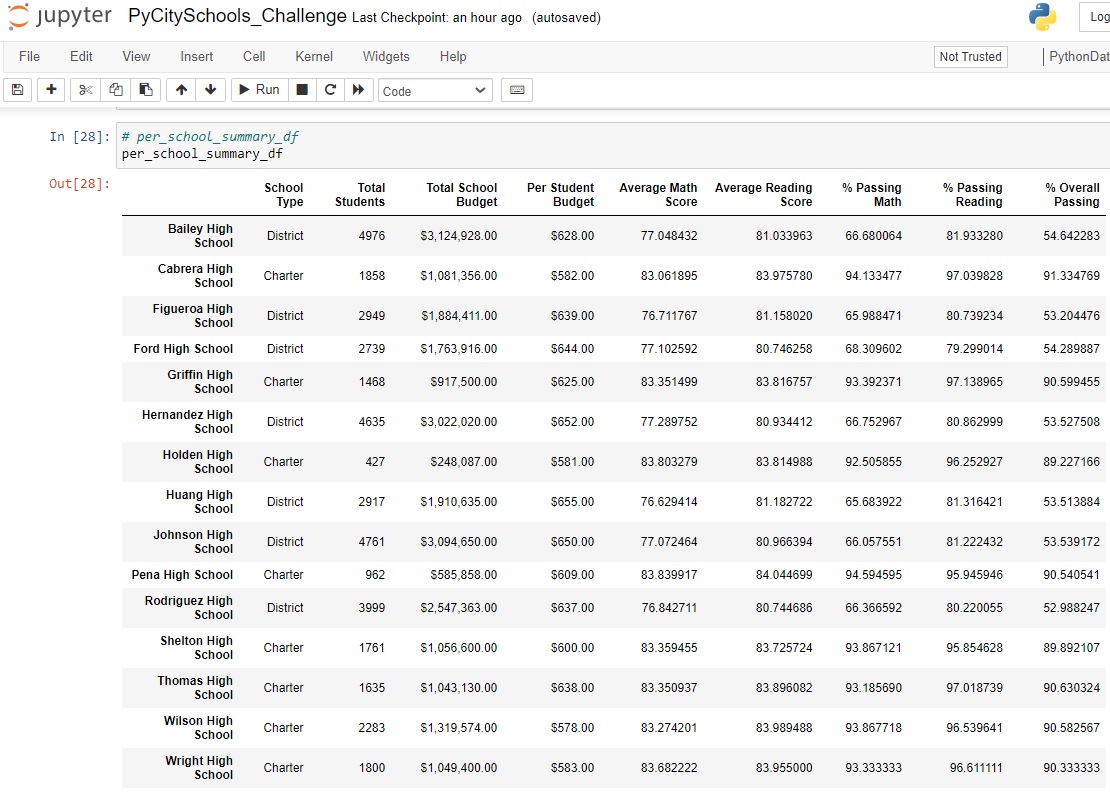 jupyter PyCitySchools_Challenge Last Checkpoint: an hour ago (autosaved)
Log
File Edit View Insert Cell Kernel Widgets Help
Not Trusted
PythonDat
Run
Code
In [28]: # per_school_summary_df
per_school_summary_df
Out[28]:
School Type Total Students Total School Budget Per Student Budget Average Math Score Average Reading Score % Passing Math % Passing Reading % Overall Passing
Bailey High School District 4976 $3,124,928.00 $628.00 77.048432 81.033963 66.680064 81.933280 54.642283
Cabrera High School Charter 1858 $1,081,356.00 $582.00 83.061895 83.975780 94.133477 97.039828 91.334769
Figueroa High School District 2949 $1,884,411.00 $639.00 76.711767 81.158020 65.988471 80.739234 53.204476
Ford High School District 2739 $1,763,916.00 $644.00 77.102592 80.746258 68.309602 79.299014 54.289887
Griffin High School Charter 1468 $917,500.00 $625.00 83.351499 83.816757 93.392371 97.138965 90.599455
Hernandez High School District 4635 $3,022,020.00 $652.00 77.289752 80.934412 66.752967 80.862999 53.527508
Holden High School Charter 427 $248,087.00 $581.00 83.803279 83.814988 92.505855 96.252927 89.227166
Huang High School District 2917 $1,910,635.00 $655.00 76.629414 81.182722 65.683922 81.316421 53.513884
Johnson High School District 4761 $3,094,650.00 $650.00 77.072464 80.966394 66.057551 81.222432 53.539172
Pena High School Charter 962 $585,858.00 $609.00 83.839917 84.044699 94.594595 95.945946 90.540541
Rodriguez High School District 3999 $2,547,363.00 $637.00 76.842711 80.744686 66.366592 80.220055 52.988247
Shelton High School Charter 1761 $1,056,600.00 $600.00 83.359455 83.725724 93.867121 95.854628 89.892107
Thomas High School Charter 1635 $1,043,130.00 $638.00 83.350937 83.896082 93.185690 97.018739 90.630324
Wilson High School Charter 2283 $1,319,574.00 $578.00 83.274201 83.989488 93.867718 96.539641 90.582567
Wright High School Charter 1800 $1,049,400.00 $583.00 83.682222 83.955000 93.333333 96.611111 90.333333